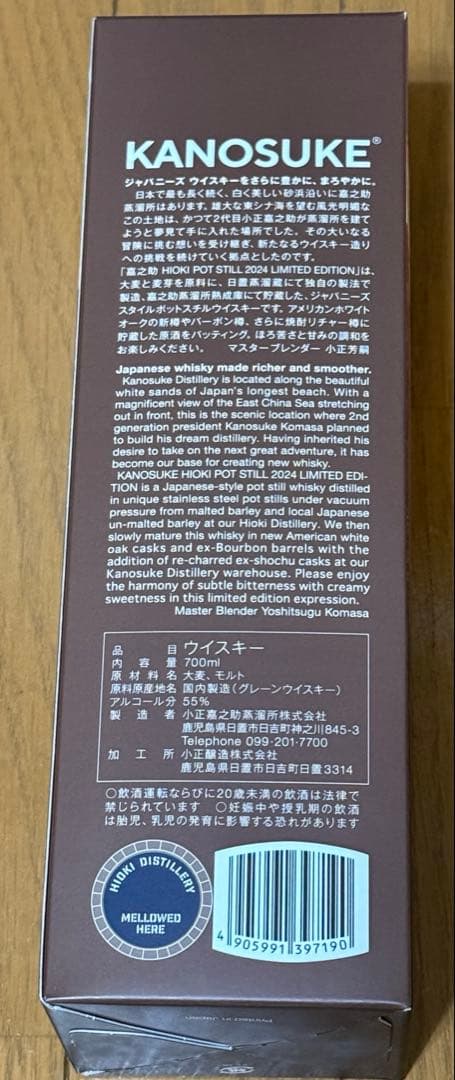 KANOSUKE®
ジャパニーズ ウイスキーをさらに豊かに、まろやかに。
日本で最も長く続く、白く美しい砂浜沿いに嘉之助
蒸溜所はあります。雄大な東シナ海を望む風光明媚な
この土地は、かつて2代目小正嘉之助が蒸溜所を建て
ようと夢見て手に入れた場所でした。その大いなる
冒険に挑む想いを受け継ぎ、新たなるウイスキー造り
への挑戦を続けていく拠点としたのです。
「嘉之助 HIOKI POT STILL 2024 LIMITED EDITION」は、
大麦と麦芽を原料に、日置蒸溜蔵にて独自の製法で
製造、嘉之助蒸溜所熟成庫にて貯蔵した、ジャパニーズ
スタイルポットスチルウイスキーです。アメリカンホワイト
オークの新樽やバーボン樽、さらに焼酎リチャー樽に
貯蔵した原酒をバッティング。ほろ苦さと甘みの調和を
お楽しみください。 マスターブレンダー 小正芳嗣
Japanese whisky made richer and smoother.
Kanosuke Distillery is located along the beautiful
white sands of Japan's longest beach. With a
magnificent view of the East China Sea stretching
out in front, this is the scenic location where 2nd
generation president Kanosuke Komasa planned
to build his dream distillery. Having inherited his
desire to take on the next great adventure, it has
become our base for creating new whisky.
KANOSUKE HIOKI POT STILL 2024 LIMITED EDI-
TION is a Japanese-style pot still whisky distilled
in unique stainless steel pot stills under vacuum
pressure from malted barley and local Japanese
un-malted barley at our Hioki Distillery. We then
slowly mature this whisky in new American white
oak casks and ex-Bourbon barrels with the
addition of re-charred ex-shochu casks at our
Kanosuke Distillery warehouse. Please enjoy
the harmony of subtle bitterness with creamy
sweetness in this limited edition expression.
Master Blender Yoshitsugu Komasa
品目 ウイスキー
内容量 700ml
原材料名 大麦、モルト
原料原産地名 国内製造(グレーンウイスキー)
アルコール分 55%
製造者 小正嘉之助蒸溜所株式会社
鹿児島県日置市日吉町神之川845-3
Telephone 099-201-7700
加工所 小正醸造株式会社
鹿児島県日置市日吉町日置3314
○飲酒運転ならびに20歳未満の飲酒は法律で
禁じられています ○妊娠中や授乳期の飲酒
は胎児、乳児の発育に影響する恐れがあります
HIOKI DISTILLERY
MELLOWED
HERE
4 905991 397190